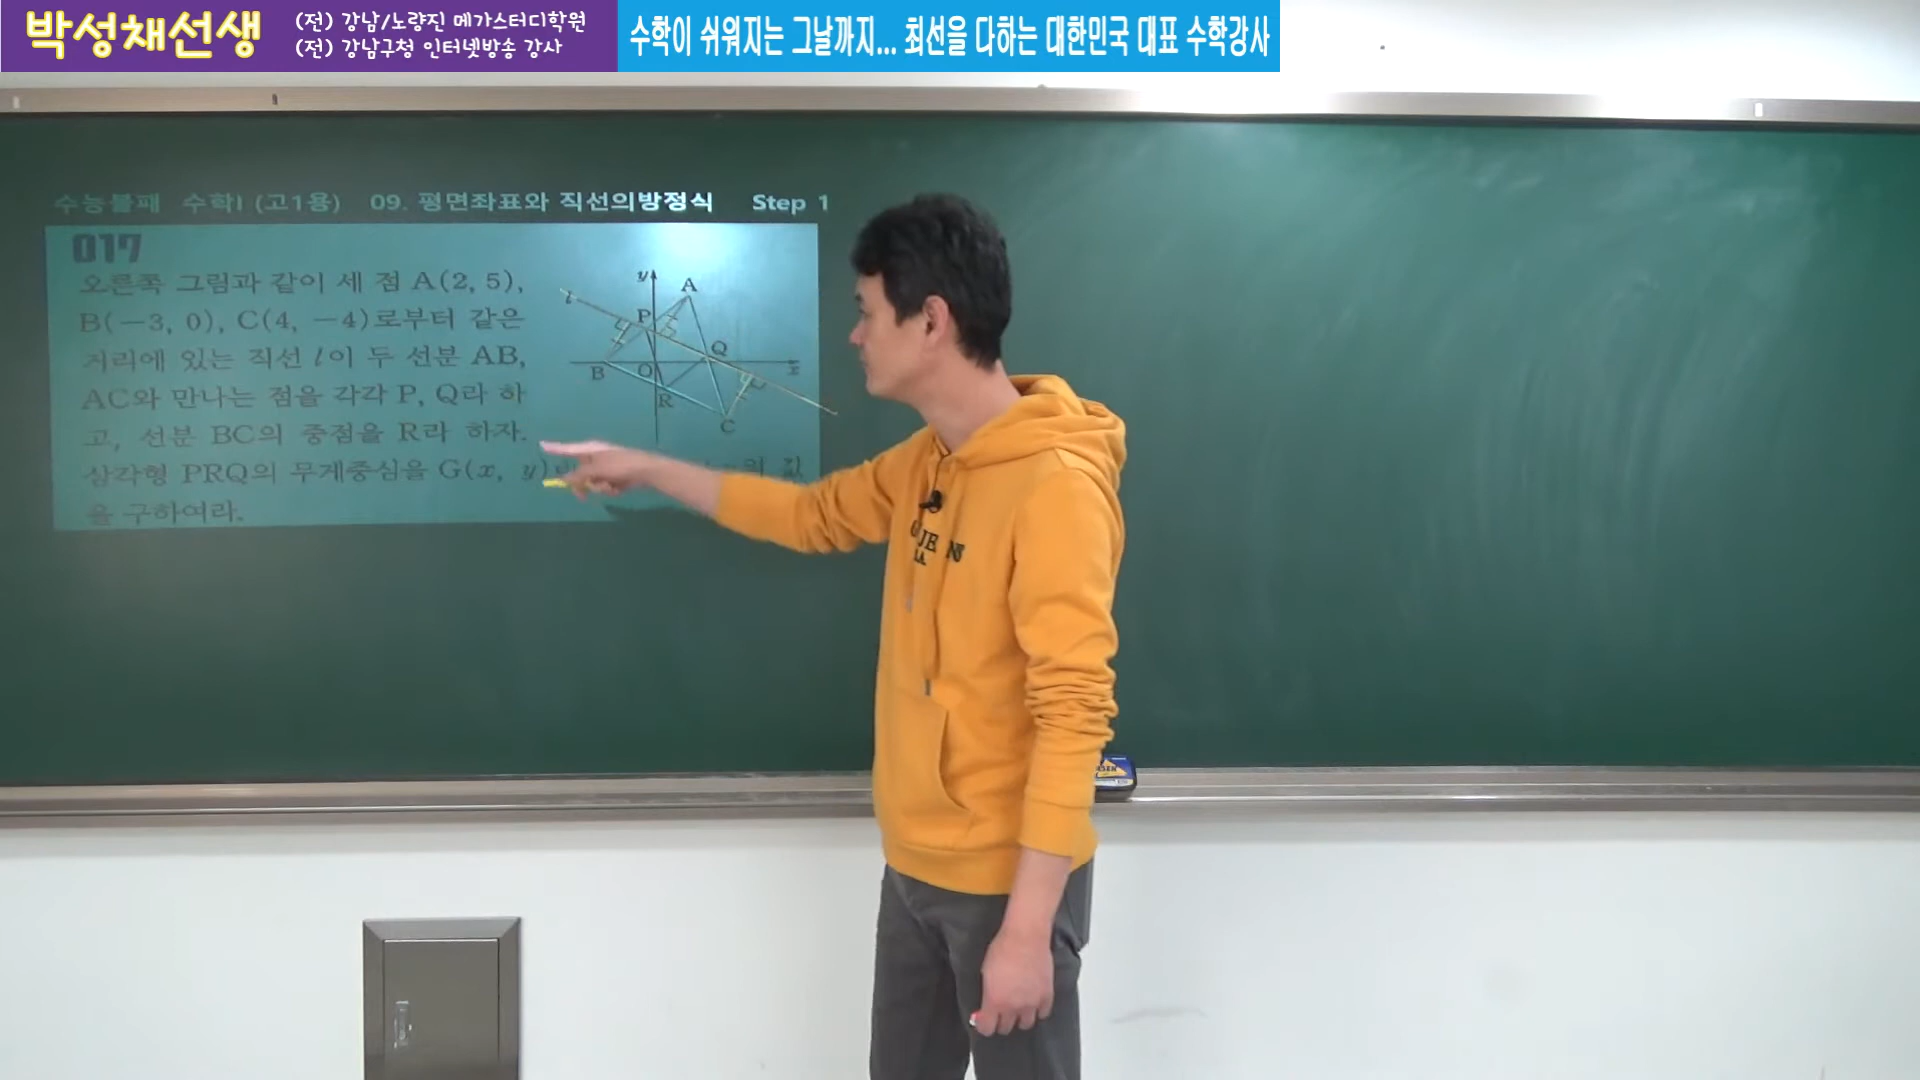 박성채선생
(전) 강남/노량진 메가스터디학원
(전) 강남구청 인터넷방송 강사
수학이 쉬워지는 그날까지... 최선을 다하는 대한민국 대표 수학강사
수능불패 수학I (고1용) 09. 평면좌표와 직선의방정식 Step 1
017
오른쪽 그림과 같이 세 점 A(2, 5),
B(−3, 0), C(4, −4)로부터 같은
거리에 있는 직선 l이 두 선분 AB,
AC와 만나는 점을 각각 P, Q라 하
고, 선분 BC의 중점을 R라 하자.
삼각형 PRQ의 무게중심을 G(x, y)
의 값
을 구하여라.
y
A
l
P
Q
B
O
x
R
C